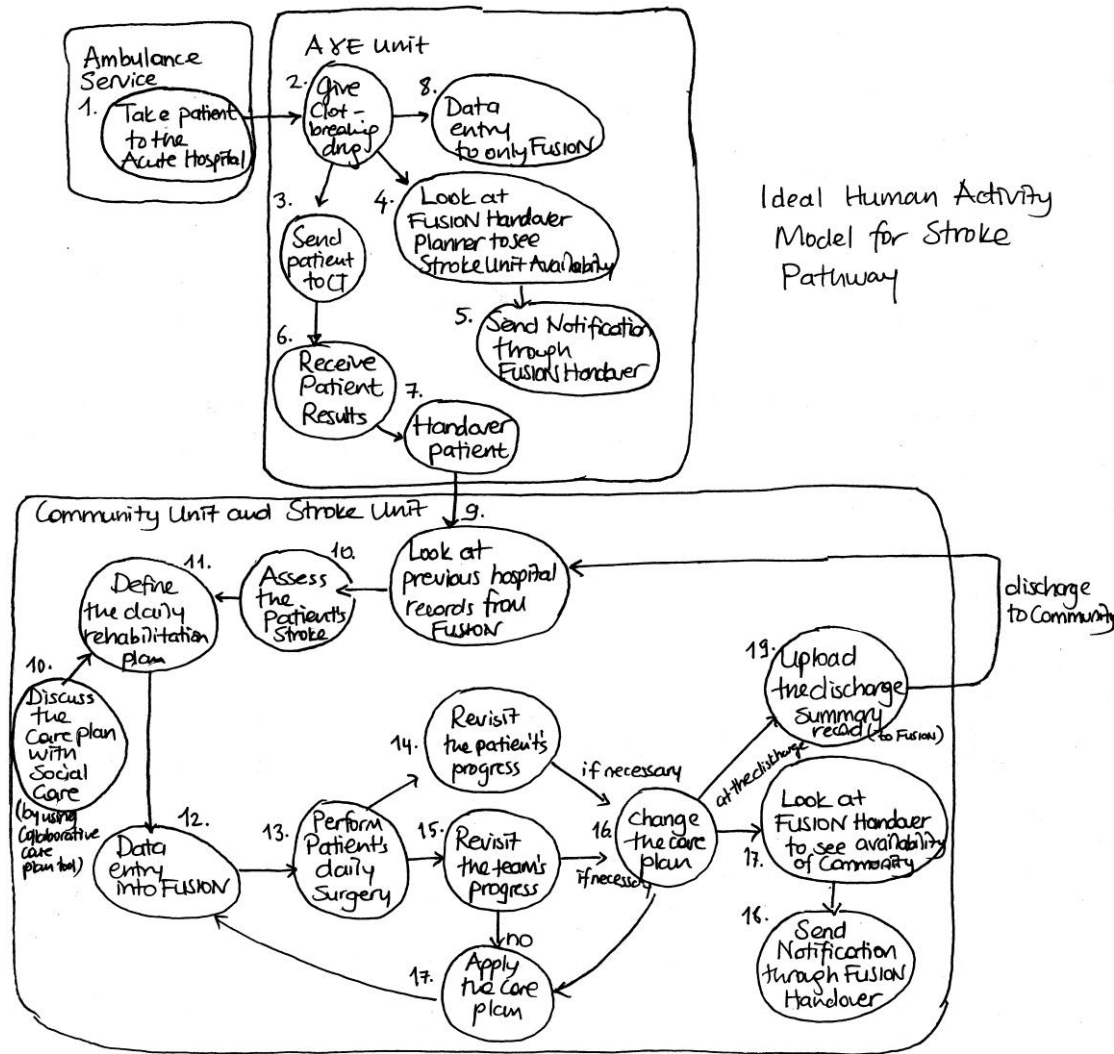 Ambulance
Service
1.
Take patient
to the
Acute Hospital
A&E Unit
2.
Give
Clot-
breaking
drug
8.
Data
entry
to only FUSION
3.
Send
patient
to CT
4.
Look at
FUSION Handover
Planner to see
Stroke Unit Availability
5.
Send Notification
through
FUSION Handover
6.
Receive
Patient
Results
7.
Handover
patient
Ideal Human Activity
Model for Stroke
Pathway
Community Unit and Stroke Unit
9.
Look at
previous hospital
records from
FUSION
10.
Assess
the
Patient's
Stroke
11.
Define
the daily
rehabilitation
plan
10.
Discuss
the
Care plan
with
Social
Care
(by using
Collaborative
care
plan tool)
12.
Data
entry
into FUSION
13.
Perform
Patient's
daily
Surgery
14.
Revisit
the patient's
progress
if necessary
15.
Revisit
the team's
progress
if necessary
no
16.
change
the care
plan
17.
Apply
the care
plan
at the discharge
19.
Upload
the discharge
summary
record (to FUSION)
discharge
to Community
17.
Look at
FUSION Handover
to see availability
of Community
18.
Send
Notification
through FUSION
Handover